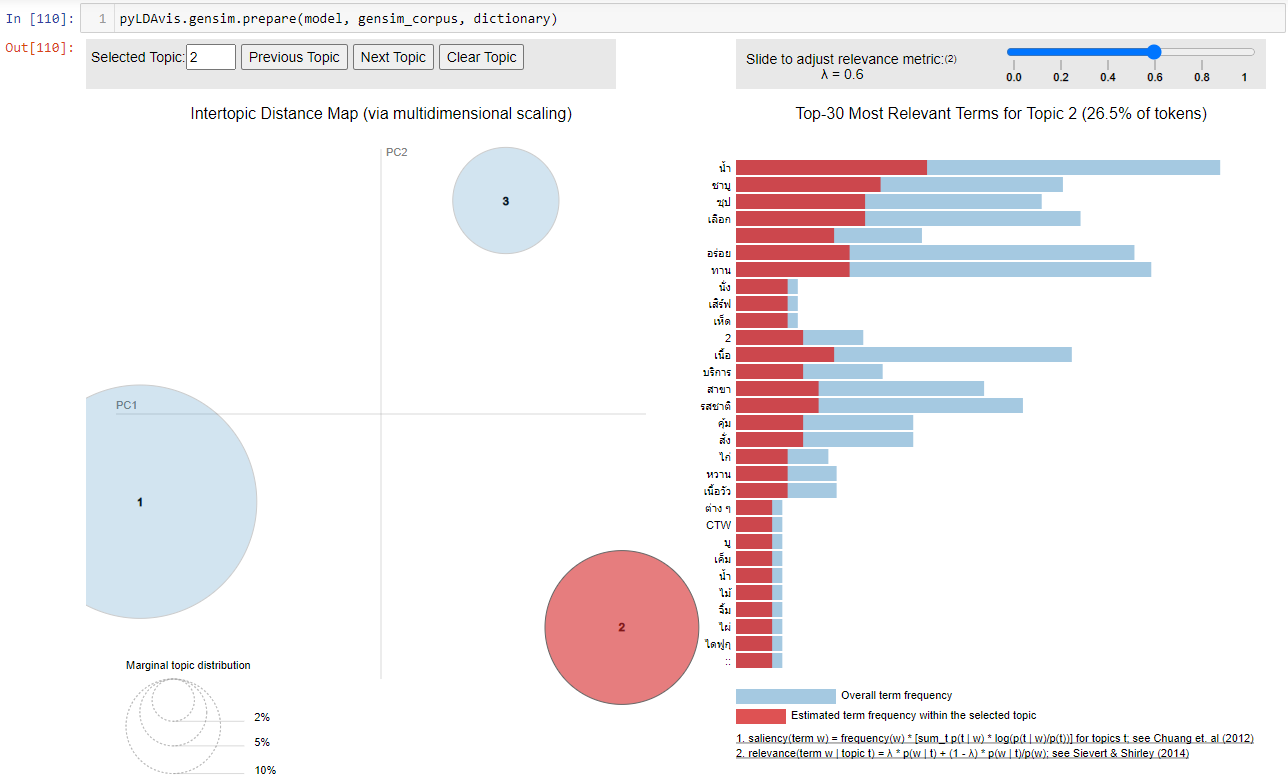 In [110]:
1 pyLDAvis.gensim.prepare(model, gensim_corpus, dictionary)
Out[110]:
Selected Topic: 2 Previous Topic Next Topic Clear Topic
Slide to adjust relevance metric:(2)
λ = 0.6
0.0 0.2 0.4 0.6 0.8 1
Intertopic Distance Map (via multidimensional scaling)
PC2
PC1
3
1
2
Marginal topic distribution
2%
5%
10%
Top-30 Most Relevant Terms for Topic 2 (26.5% of tokens)
น้ำ
ชาบู
ซุป
เลือก
อร่อย
ทาน
นั่ง
เสิร์ฟ
เห็ด
2
เนื้อ
บริการ
สาขา
รสชาติ
คุ้ม
สั่ง
ไก่
หวาน
เนื้อวัว
ต่าง ๆ
CTW
บู
เค็ม
น้ำ
ไม้
จิ้ม
ไผ่
ไดฟูกุ
::
Overall term frequency
Estimated term frequency within the selected topic
1. saliency(term w) = frequency(w) * [sum_t p(t | w) * log(p(t | w)/p(t))] for topics t; see Chuang et. al (2012)
2. relevance(term w | topic t) = λ * p(w | t) + (1 - λ) * p(w | t)/p(w); see Sievert & Shirley (2014)